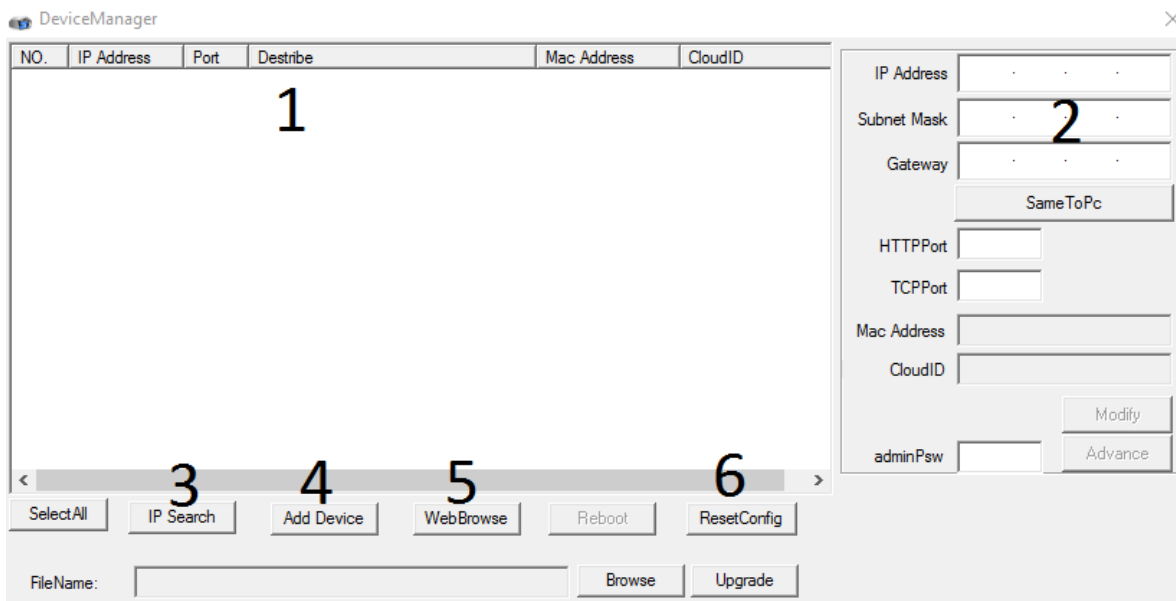 DeviceManager
NO. IP Address Port Destribe Mac Address CloudID
1
IP Address
Subnet Mask
2
Gateway
SameToPc
HTTPPort
TCPPort
Mac Address
CloudID
Modify
adminPsw Advance
3 4 5 6
SelectAll IP Search Add Device WebBrowse Reboot ResetConfig
FileName: Browse Upgrade